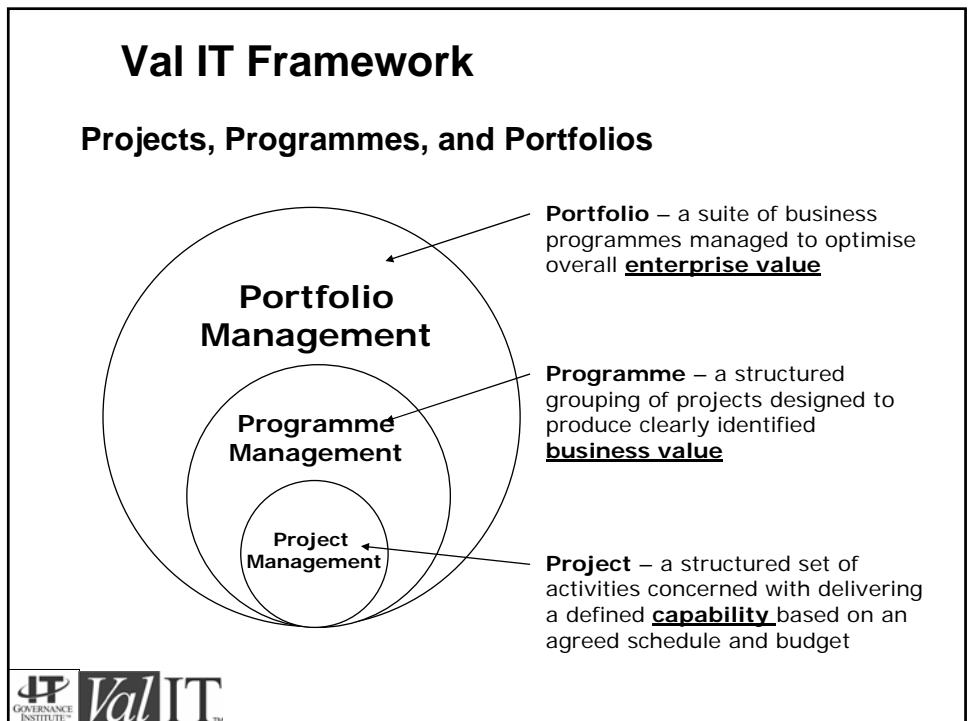 Val IT Framework
Projects, Programmes, and Portfolios
Portfolio
Management
Programme
Management
Project
Management
Portfolio – a suite of business
programmes managed to optimise
overall enterprise value
Programme – a structured
grouping of projects designed to
produce clearly identified
business value
Project – a structured set of
activities concerned with delivering
a defined capability based on an
agreed schedule and budget
IT
GOVERNANCE
INSTITUTE™
Val IT™